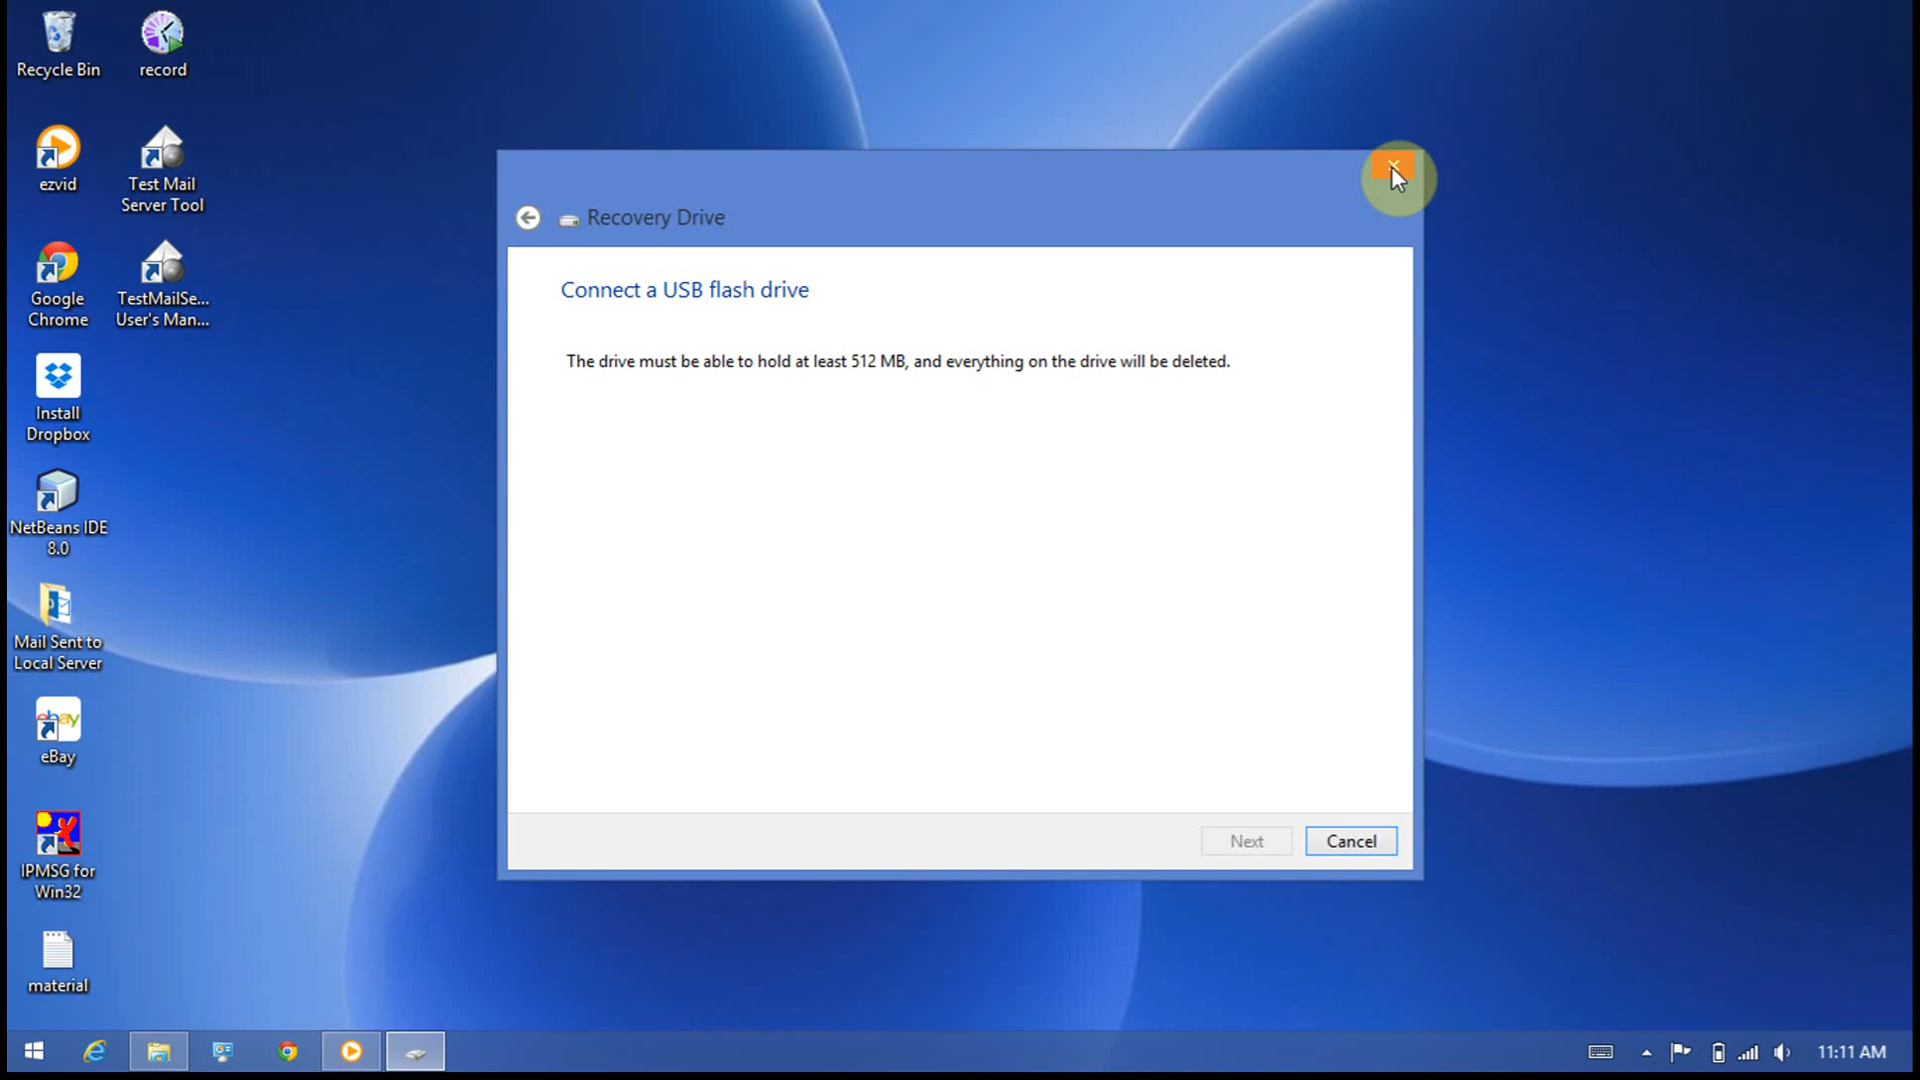 Recycle Bin
record
ezvid
Test Mail
Server Tool
Google
Chrome
TestMailSe...
User's Man...
Install
Dropbox
NetBeans IDE
8.0
Mail Sent to
Local Server
ebay
eBay
IPMSG for
Win32
material
Recovery Drive
Connect a USB flash drive
The drive must be able to hold at least 512 MB, and everything on the drive will be deleted.
Next
Cancel
11:11 AM